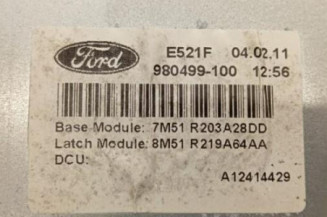 Ford E521F 04.02.11
980499-100 12:56
Base Module: 7M51 R203A28DD
Latch Module: 8M51 R219A64AA
DCU:
A12414429